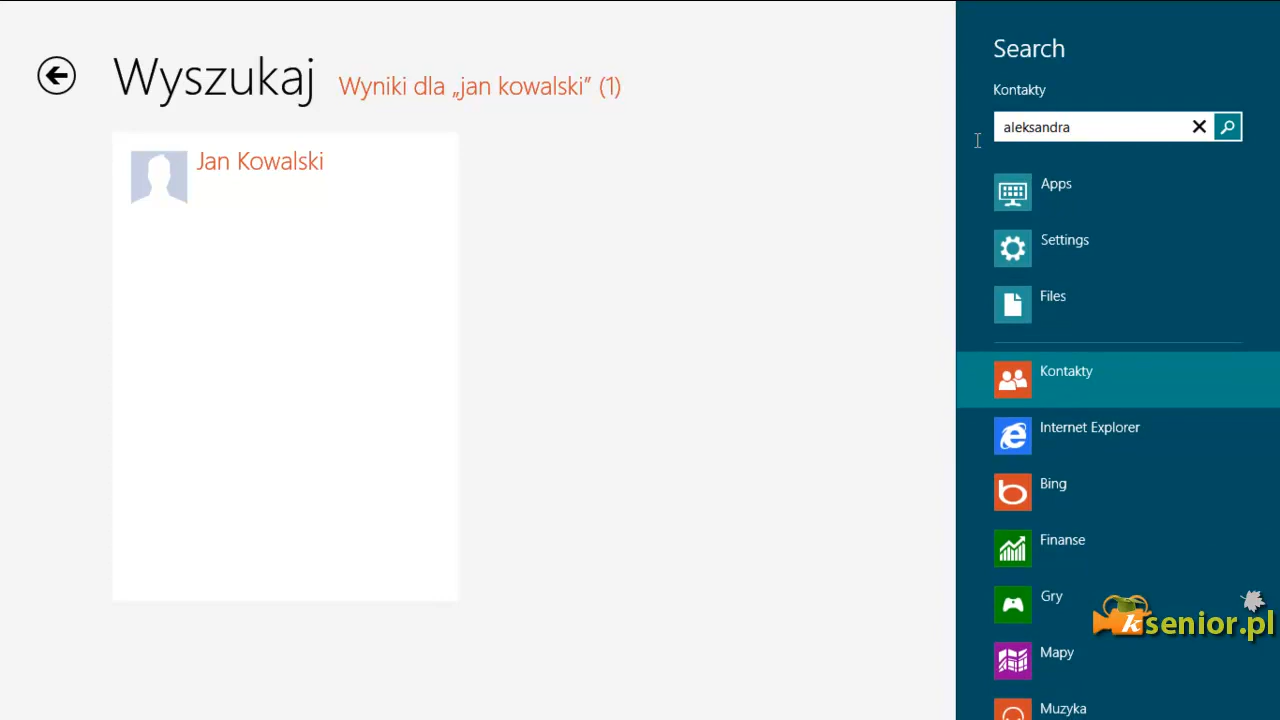 Wyszukaj
Wyniki dla „jan kowalski” (1)
Jan Kowalski
Search
Kontakty
aleksandra
Apps
Settings
Files
Kontakty
Internet Explorer
Bing
Finanse
Gry
ksenior.pl
Mapy
Muzyka